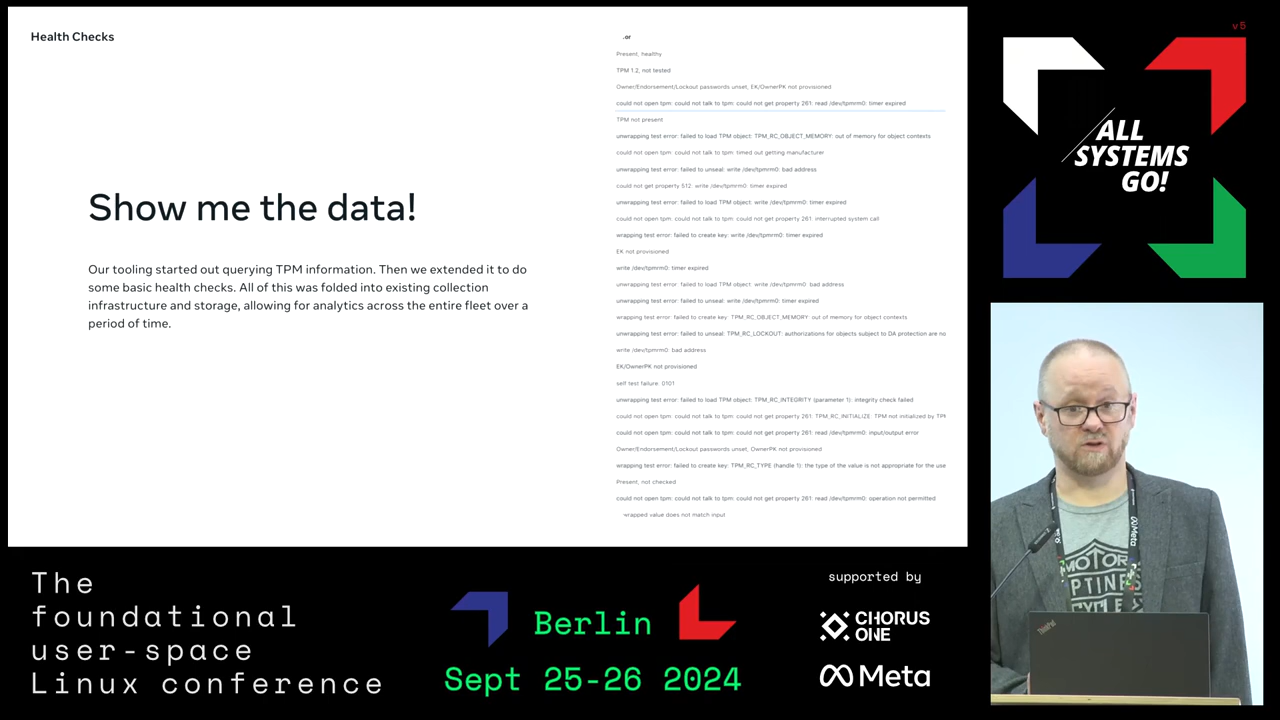 Health Checks
Show me the data!
Our tooling started out querying TPM information. Then we extended it to do
some basic health checks. All of this was folded into existing collection
infrastructure and storage, allowing for analytics across the entire fleet over a
period of time.
Present, healthy
TPM 1.2, not tested
Owner/Endorsement/Lockout passwords unset, EK/OwnerPK not provisioned
could not open tpm: could not talk to tpm: could not get property 261: read /dev/tpmrm0: timer expired
TPM not present
unwrapping test error: failed to load TPM object: TPM_RC_OBJECT_MEMORY: out of memory for object contexts
could not open tpm: could not talk to tpm: timed out getting manufacturer
unwrapping test error: failed to unseal: write /dev/tpmrm0: bad address
could not get property 512: write /dev/tpmrm0: timer expired
unwrapping test error: failed to load TPM object: write /dev/tpmrm0: timer expired
could not open tpm: could not talk to tpm: could not get property 261: interrupted system call
wrapping test error: failed to create key: write /dev/tpmrm0: timer expired
EK not provisioned
write /dev/tpmrm0: timer expired
unwrapping test error: failed to load TPM object: write /dev/tpmrm0: bad address
unwrapping test error: failed to unseal: write /dev/tpmrm0: timer expired
wrapping test error: failed to create key: TPM_RC_OBJECT_MEMORY: out of memory for object contexts
unwrapping test error: failed to unseal: TPM_RC_LOCKOUT: authorizations for objects subject to DA protection are no
write /dev/tpmrm0: bad address
EK/OwnerPK not provisioned
self test failure: 0101
unwrapping test error: failed to load TPM object: TPM_RC_INTEGRITY (parameter 1): integrity check failed
could not open tpm: could not talk to tpm: could not get property 261: TPM_RC_INITIALIZE: TPM not initialized by TPM
could not open tpm: could not talk to tpm: could not get property 261: read /dev/tpmrm0: input/output error
Owner/Endorsement/Lockout passwords unset, OwnerPK not provisioned
wrapping test error: failed to create key: TPM_RC_TYPE (handle 1): the type of the value is not appropriate for the use
Present, not checked
could not open tpm: could not talk to tpm: could not get property 261: read /dev/tpmrm0: operation not permitted
wrapped value does not match input
v5
ALL
SYSTEMS
GO!
Meta
MOTOR
CYCLE
ThinkPad
The
foundational
user-space
Linux conference
Berlin
Sept 25-26 2024
supported by
CHORUS
ONE
Meta